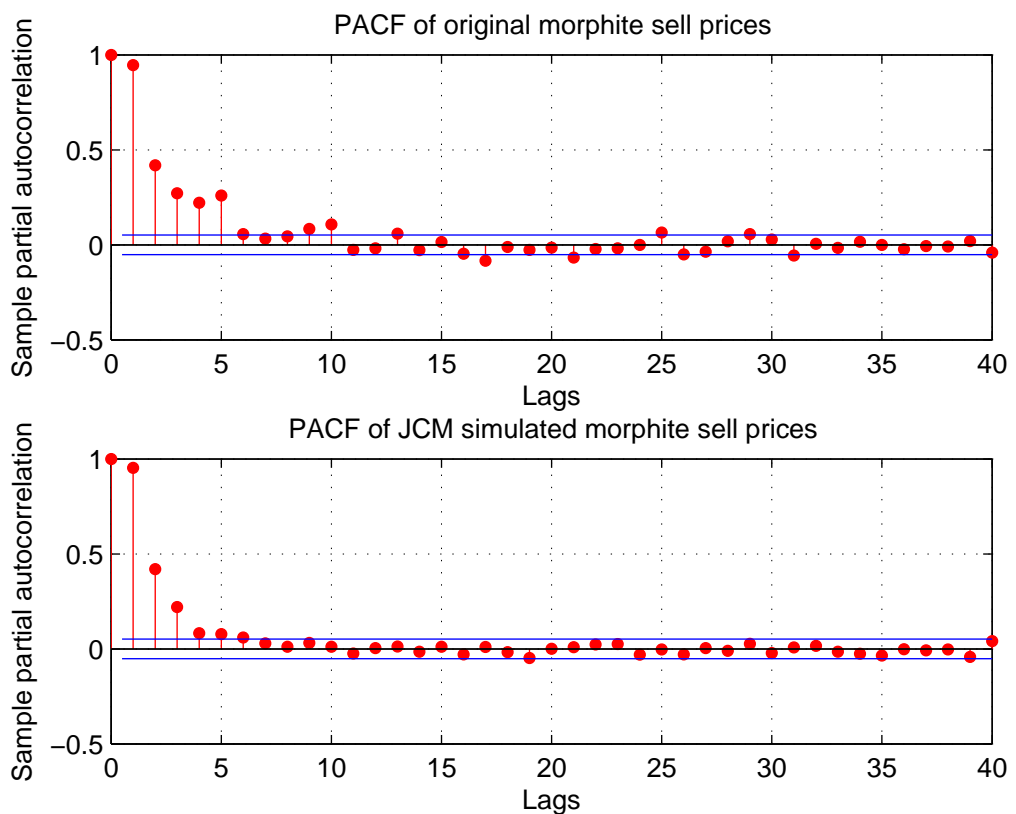 PACF of original morphite sell prices
Sample partial autocorrelation
1
0.5
0
−0.5
0 5 10 15 20 25 30 35 40
Lags
PACF of JCM simulated morphite sell prices
Sample partial autocorrelation
1
0.5
0
−0.5
0 5 10 15 20 25 30 35 40
Lags